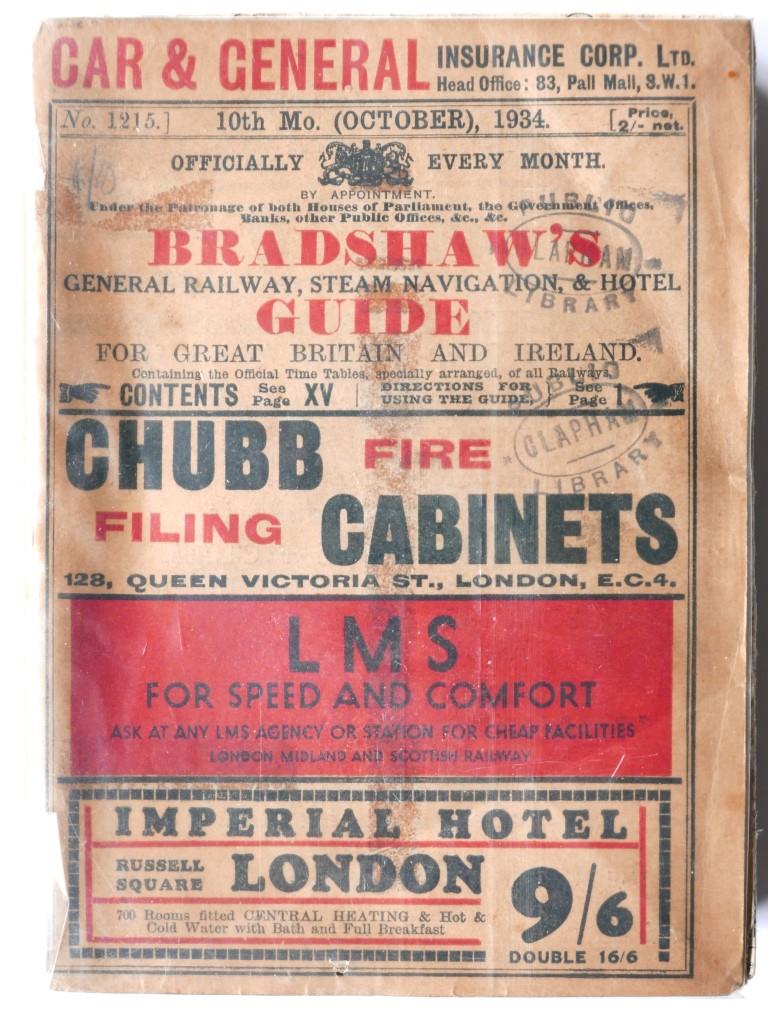 CAR & GENERAL INSURANCE CORP. LTD.
Head Office: 83, Pall Mall, S.W.1.
No. 1215.] 10th Mo. (OCTOBER), 1934. [Price, 2/- net.
OFFICIALLY EVERY MONTH.
BY APPOINTMENT.
Under the Patronage of both Houses of Parliament, the Government Offices,
Banks, other Public Offices, &c., &c.
BRADSHAW'S
GENERAL RAILWAY, STEAM NAVIGATION, & HOTEL
GUIDE
FOR GREAT BRITAIN AND IRELAND.
Containing the Official Time Tables, specially arranged, of all Railways.
CONTENTS See Page XV | DIRECTIONS FOR USING THE GUIDE, } See Page 1.
PUBLIC
CLAPHAM
LIBRARY
PUBLIC
CLAPHAM
LIBRARY
CHUBB FIRE
FILING CABINETS
128, QUEEN VICTORIA ST., LONDON, E.C.4.
LMS
FOR SPEED AND COMFORT
ASK AT ANY LMS AGENCY OR STATION FOR CHEAP FACILITIES
LONDON MIDLAND AND SCOTTISH RAILWAY
IMPERIAL HOTEL
RUSSELL SQUARE LONDON 9/6
700 Rooms fitted CENTRAL HEATING & Hot &
Cold Water with Bath and Full Breakfast
DOUBLE 16/6